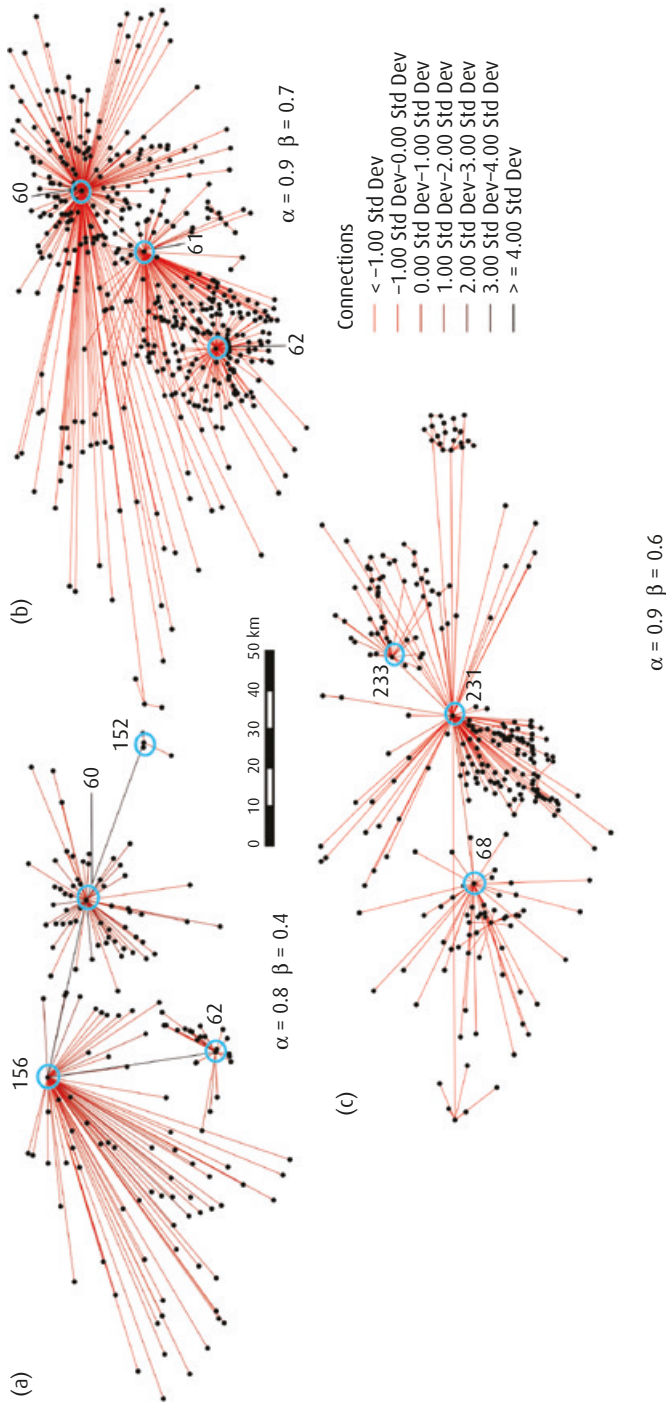 (a)
156
60
152
62
α = 0.8 β = 0.4
(b)
60
61
62
α = 0.9 β = 0.7
0 10 20 30 40 50 km
(c)
233
231
68
α = 0.9 β = 0.6
Connections
< −1.00 Std Dev
−1.00 Std Dev–0.00 Std Dev
0.00 Std Dev–1.00 Std Dev
1.00 Std Dev–2.00 Std Dev
2.00 Std Dev–3.00 Std Dev
3.00 Std Dev–4.00 Std Dev
> = 4.00 Std Dev